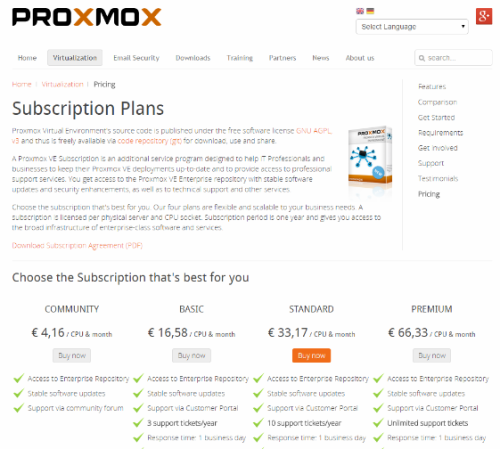 PROXMOX
Select Language
g+
Home
Virtualization
Email Security
Downloads
Training
Partners
News
About us
search...
Home
Virtualization
Pricing
Subscription Plans
Proxmox Virtual Environment's source code is published under the free software license GNU AGPL,
v3 and thus is freely available via code repository (git) for download, use and share.
A Proxmox VE Subscription is an additional service program designed to help IT Professionals and
businesses to keep their Proxmox VE deployments up-to-date and to provide access to professional
support services. You get access to the Proxmox VE Enterprise repository with stable software
updates and security enhancements, as well as to technical support and other services.
Choose the subscription that's best for you. Our four plans are flexible and scalable to your business needs. A
subscription is licensed per physical server and CPU socket. Subscription period is one year and gives you access to
the broad infrastructure of enterprise-class software and services.
Download Subscription Agreement (PDF)
PROXMOX
Features
Comparison
Get Started
Requirements
Get involved
Support
Testimonials
Pricing
Choose the Subscription that's best for you
COMMUNITY
€ 4,16 / CPU & month
Buy now
Access to Enterprise Repository
Stable software updates
Support via community forum
BASIC
€ 16,58 / CPU & month
Buy now
Access to Enterprise Repository
Stable software updates
Support via Customer Portal
3 support tickets/year
Response time: 1 business day
STANDARD
€ 33,17 / CPU & month
Buy now
Access to Enterprise Repository
Stable software updates
Support via Customer Portal
10 support tickets/year
Response time: 1 business day
PREMIUM
€ 66,33 / CPU & month
Buy now
Access to Enterprise Repository
Stable software updates
Support via Customer Portal
Unlimited support tickets
Response time: 1 business day